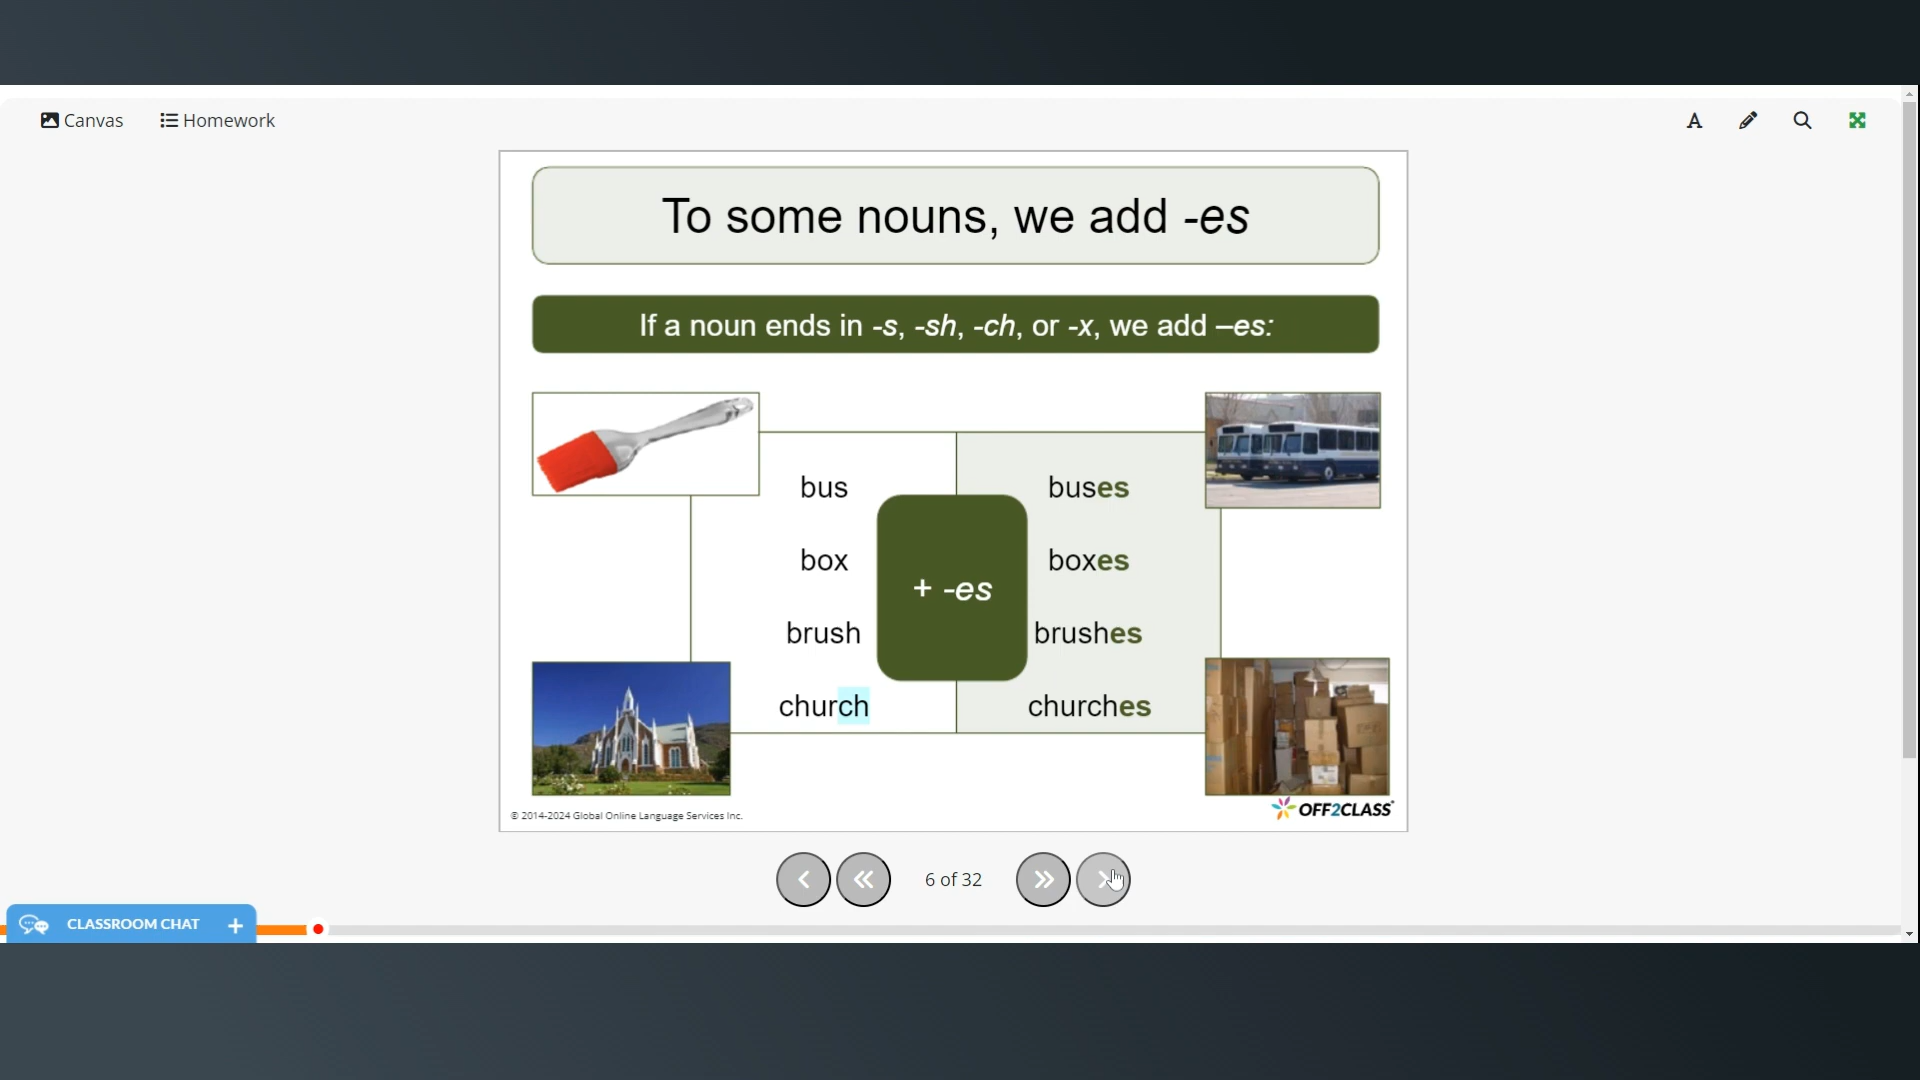 Canvas
Homework
A
To some nouns, we add -es
If a noun ends in -s, -sh, -ch, or -x, we add –es:
bus
buses
box
boxes
+ -es
brush
brushes
church
churches
© 2014-2024 Global Online Language Services Inc.
OFF2CLASS
6 of 32
CLASSROOM CHAT +